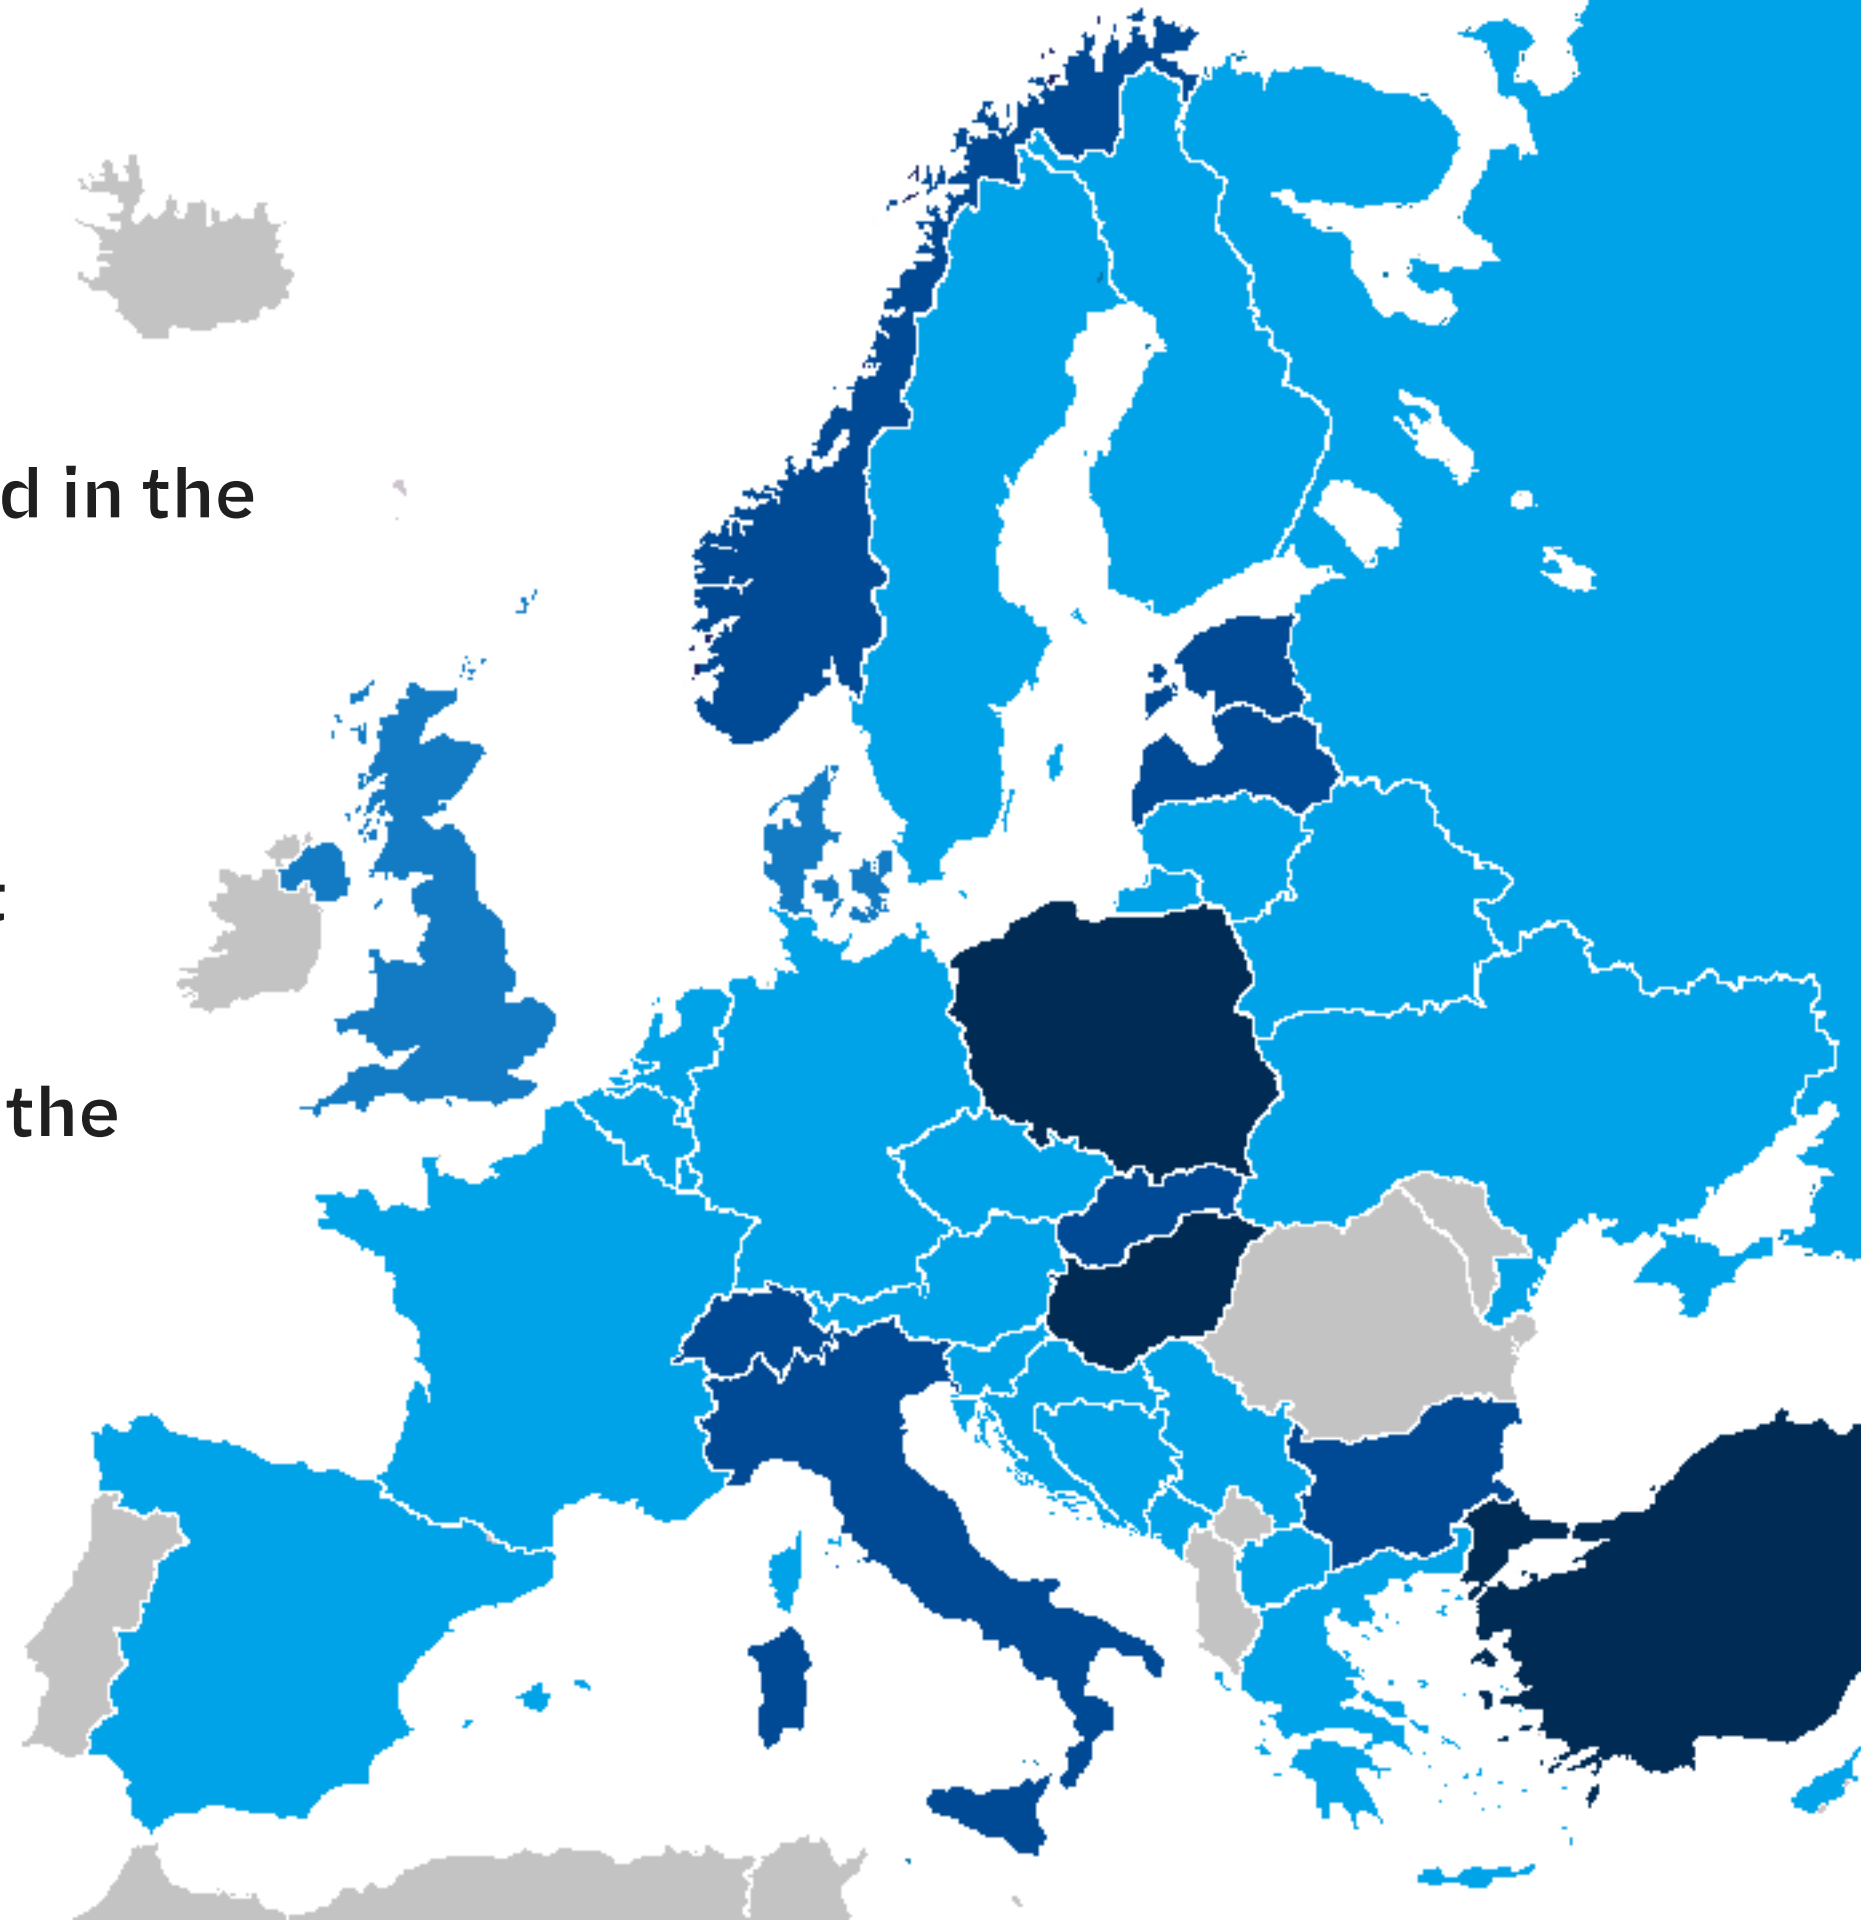 d in the
t
the